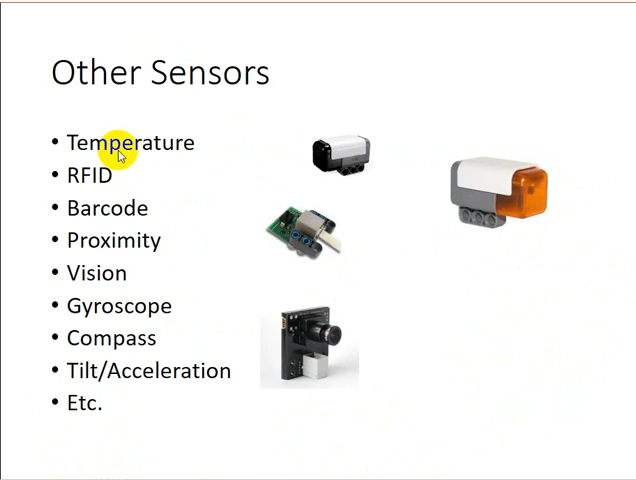 Other Sensors
• Temperature
• RFID
• Barcode
• Proximity
• Vision
• Gyroscope
• Compass
• Tilt/Acceleration
• Etc.